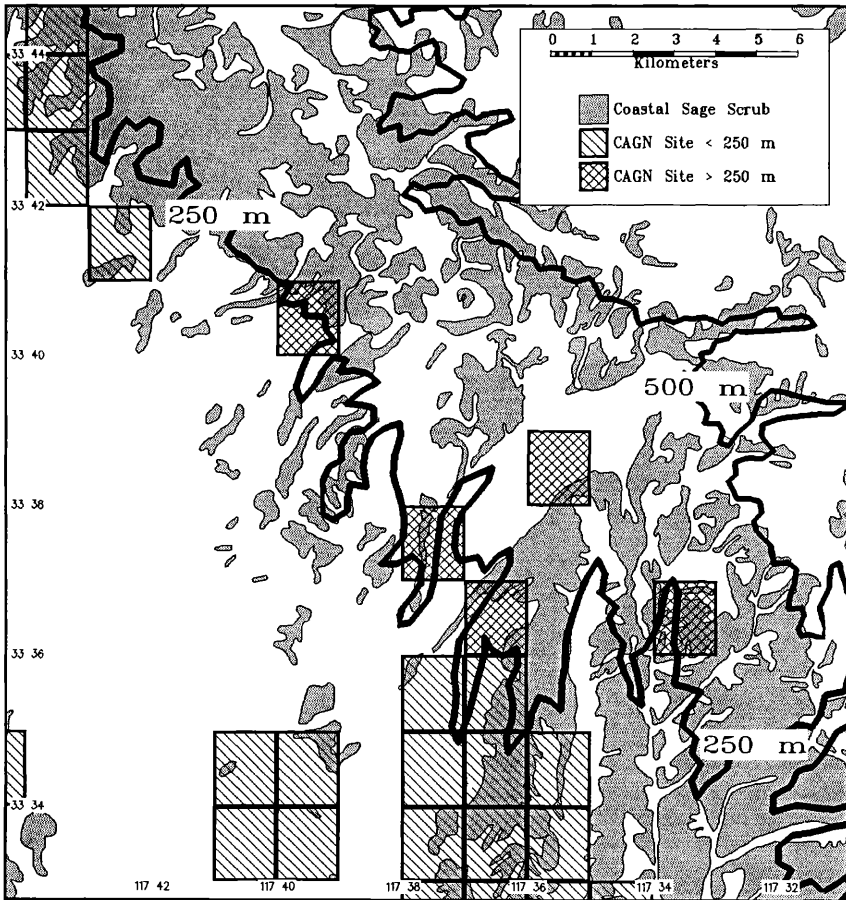 0 1 2 3 4 5 6
Kilometers
Coastal Sage Scrub
CAGN Site < 250 m
CAGN Site > 250 m
33 44
33 42
250 m
33 40
500 m
33 38
33 36
250 m
33 34
117 42 117 40 117 38 117 36 117 34 117 32